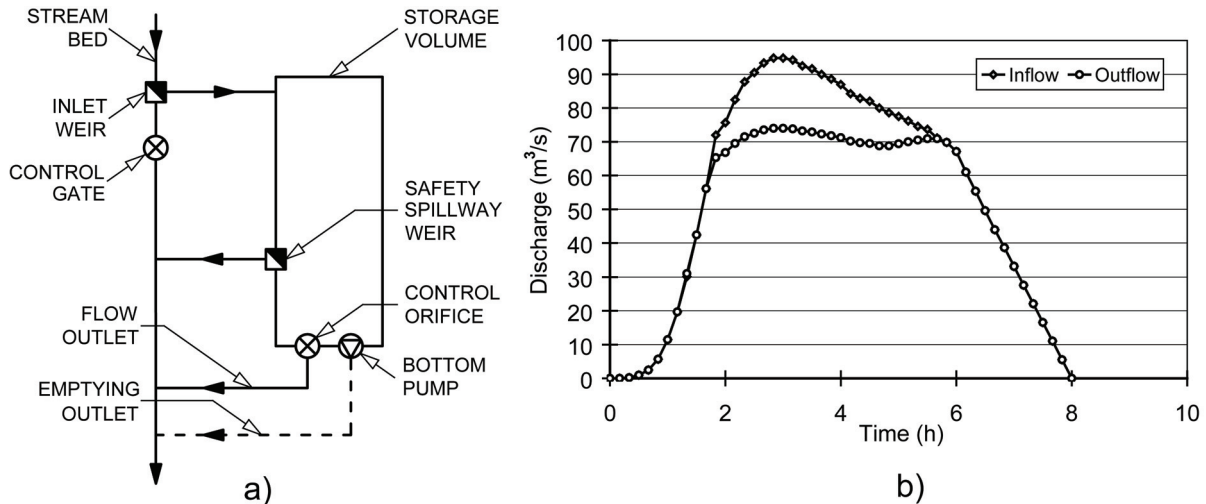 STREAM
BED
INLET
WEIR
CONTROL
GATE
STORAGE
VOLUME
SAFETY
SPILLWAY
WEIR
FLOW
OUTLET
CONTROL
ORIFICE
EMPTYING
OUTLET
BOTTOM
PUMP
a)
Discharge (m³/s)
100
90
80
70
60
50
40
30
20
10
0
Inflow Outflow
0 2 4 6 8 10
Time (h)
b)